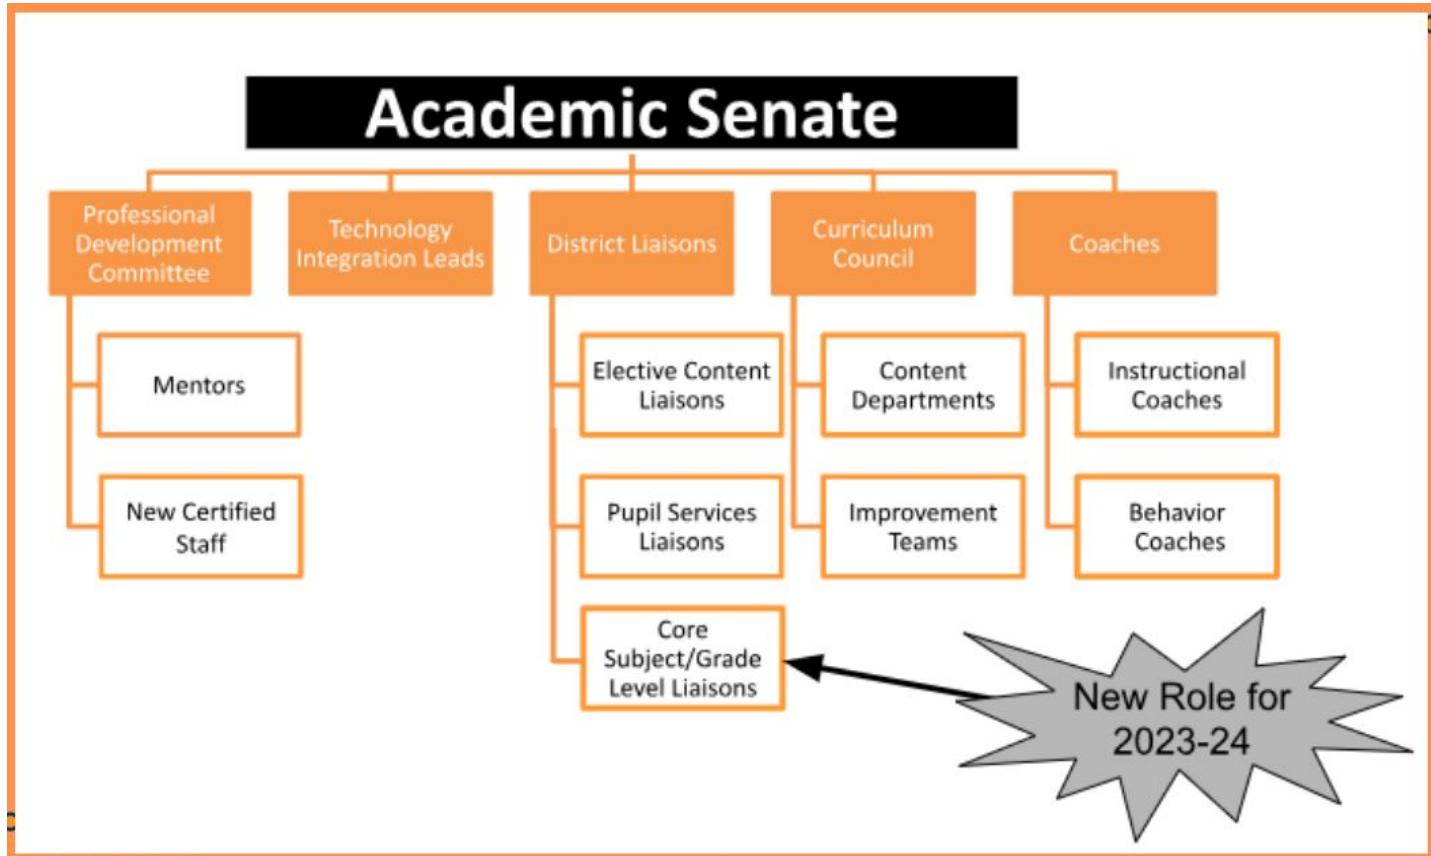 Academic Senate
Professional
Development
Committee
Technology
Integration Leads
District Liaisons
Curriculum
Council
Coaches
Mentors
Elective Content
Liaisons
Content
Departments
Instructional
Coaches
New Certified
Staff
Pupil Services
Liaisons
Improvement
Teams
Behavior
Coaches
Core
Subject/Grade
Level Liaisons
New Role for
2023-24